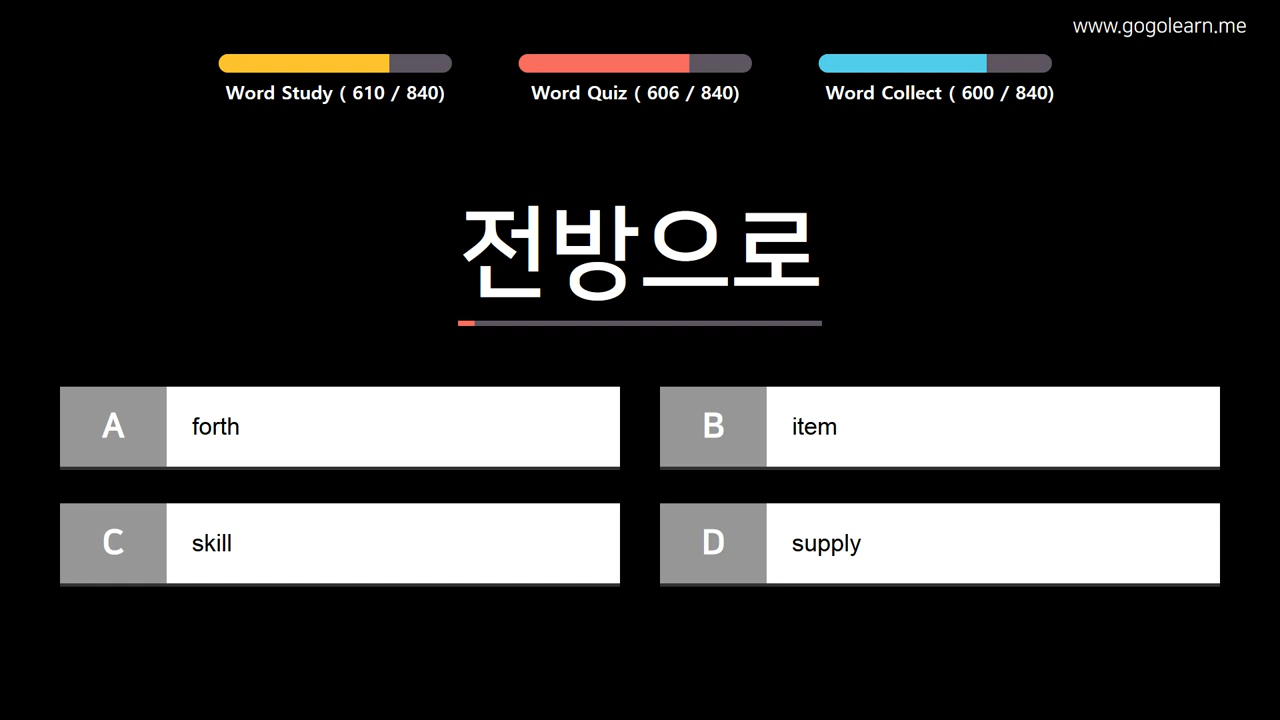 www.gogolearn.me
Word Study ( 610 / 840)
Word Quiz ( 606 / 840)
Word Collect ( 600 / 840)
전방으로
A forth
B item
C skill
D supply